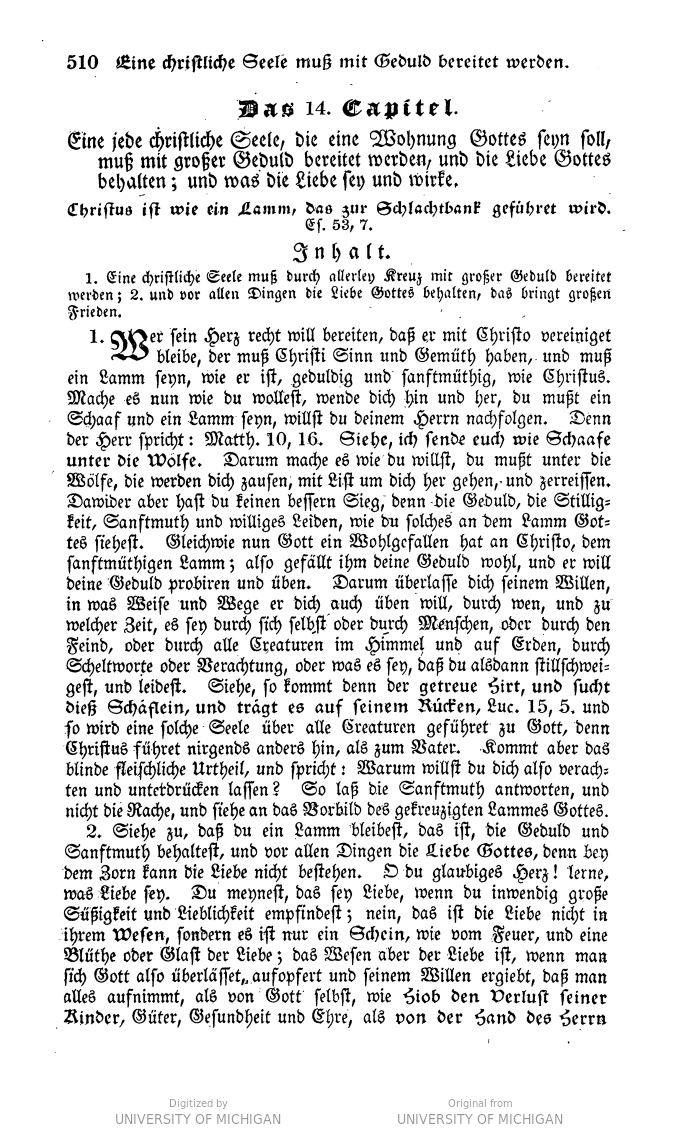 510 Eine christliche Seele muß mit Geduld bereitet werden.
Das 14. Capitel.
Eine jede christliche Seele, die eine Wohnung Gottes seyn soll,
muß mit großer Geduld bereitet werden, und die Liebe Gottes
behalten; und was die Liebe sey und wirke.
Christus ist wie ein Lamm, das zur Schlachtbank geführet wird.
Es. 53, 7.
Inhalt.
1. Eine christliche Seele muß durch allerley Kreuz mit großer Geduld bereitet
werden; 2. und vor allen Dingen die Liebe Gottes behalten, das bringt großen
Frieden.
1. Wer sein Herz recht will bereiten, daß er mit Christo vereiniget
bleibe, der muß Christi Sinn und Gemüth haben, und muß
ein Lamm seyn, wie er ist, geduldig und sanftmüthig, wie Christus.
Mache es nun wie du wollest, wende dich hin und her, du mußt ein
Schaaf und ein Lamm seyn, willst du deinem Herrn nachfolgen. Denn
der Herr spricht: Matth. 10, 16. Siehe, ich sende euch wie Schaafe
unter die Wölfe. Darum mache es wie du willst, du mußt unter die
Wölfe, die werden dich zausen, mit List um dich her gehen, und zerreissen.
Dawider aber hast du keinen bessern Sieg, denn die Geduld, die Stillig-
keit, Sanftmuth und williges Leiden, wie du solches an dem Lamm Got-
tes siehest. Gleichwie nun Gott ein Wohlgefallen hat an Christo, dem
sanftmüthigen Lamm; also gefällt ihm deine Geduld wohl, und er will
deine Geduld probiren und üben. Darum überlasse dich seinem Willen,
in was Weise und Wege er dich auch üben will, durch wen, und zu
welcher Zeit, es sey durch sich selbst oder durch Menschen, oder durch den
Feind, oder durch alle Creaturen im Himmel und auf Erden, durch
Scheltworte oder Verachtung, oder was es sey, daß du alsdann stillschwei-
gest, und leidest. Siehe, so kommt denn der getreue Hirt, und sucht
dieß Schäflein, und trägt es auf seinem Rücken, Luc. 15, 5. und
so wird eine solche Seele über alle Creaturen geführet zu Gott, denn
Christus führet nirgends anders hin, als zum Vater. Kommt aber das
blinde fleischliche Urtheil, und spricht: Warum willst du dich also verach-
ten und unterdrücken lassen? So laß die Sanftmuth antworten, und
nicht die Rache, und siehe an das Vorbild des gekreuzigten Lammes Gottes.
2. Siehe zu, daß du ein Lamm bleibest, das ist, die Geduld und
Sanftmuth behaltest, und vor allen Dingen die Liebe Gottes, denn bey
dem Zorn kann die Liebe nicht bestehen. O du glaubiges Herz! lerne,
was Liebe sey. Du meynest, das sey Liebe, wenn du inwendig große
Süßigkeit und Lieblichkeit empfindest; nein, das ist die Liebe nicht in
ihrem Wesen, sondern es ist nur ein Schein, wie vom Feuer, und eine
Blüthe oder Glast der Liebe; das Wesen aber der Liebe ist, wenn man
sich Gott also überlässet, aufopfert und seinem Willen ergiebt, daß man
alles aufnimmt, als von Gott selbst, wie Hiob den Verlust seiner
Kinder, Güter, Gesundheit und Ehre, als von der Hand des Herrn
Digitized by
UNIVERSITY OF MICHIGAN
Original from
UNIVERSITY OF MICHIGAN